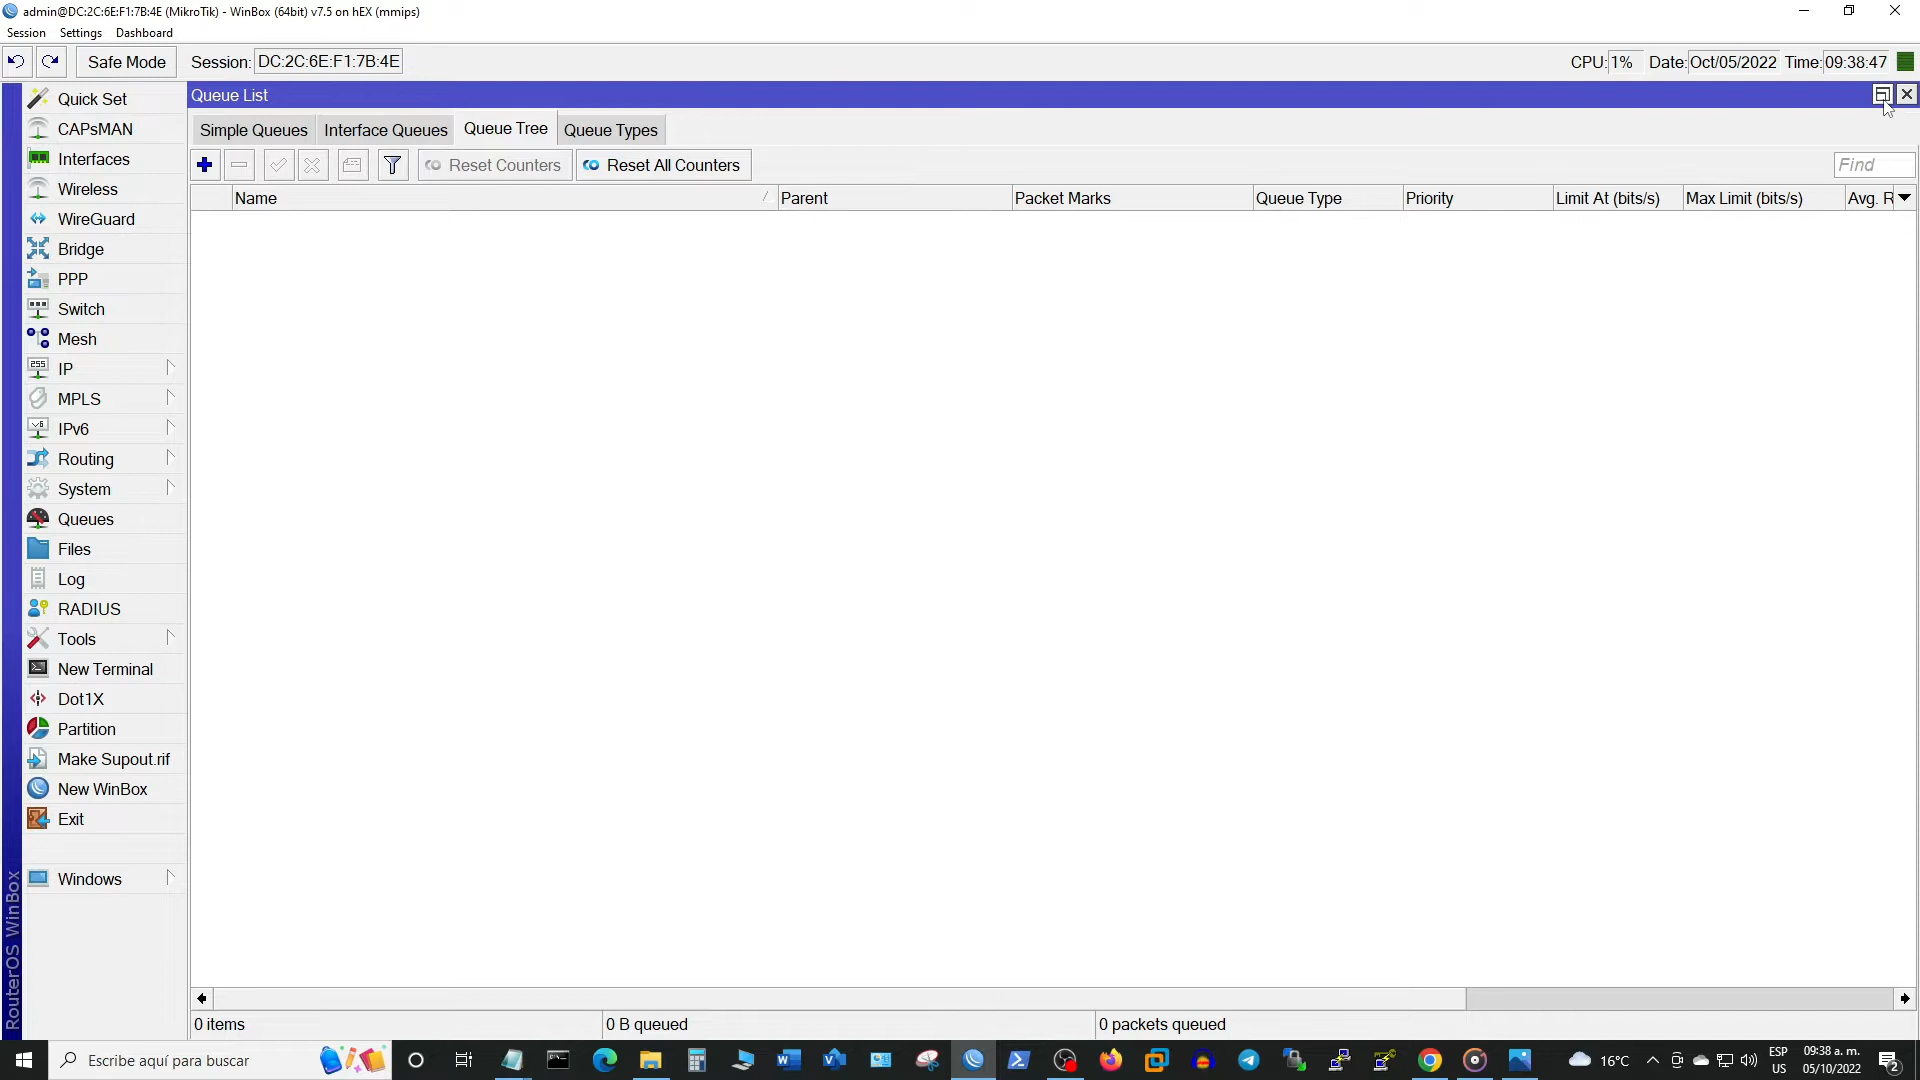 admin@DC:2C:6E:F1:7B:4E (MikroTik) - WinBox (64bit) v7.5 on hEX (mmips)
Session Settings Dashboard
Safe Mode Session: DC:2C:6E:F1:7B:4E CPU: 1% Date: Oct/05/2022 Time: 09:38:47
Queue List
Simple Queues Interface Queues Queue Tree Queue Types
Reset Counters Reset All Counters Find
Name Parent Packet Marks Queue Type Priority Limit At (bits/s) Max Limit (bits/s) Avg. R
Quick Set
CAPsMAN
Interfaces
Wireless
WireGuard
Bridge
PPP
Switch
Mesh
IP
MPLS
IPv6
Routing
System
Queues
Files
Log
RADIUS
Tools
New Terminal
Dot1X
Partition
Make Supout.rif
New WinBox
Exit
Windows
RouterOS WinBox
0 items 0 B queued 0 packets queued
Escribe aquí para buscar 16°C ESP 09:38 a. m.
US 05/10/2022 2